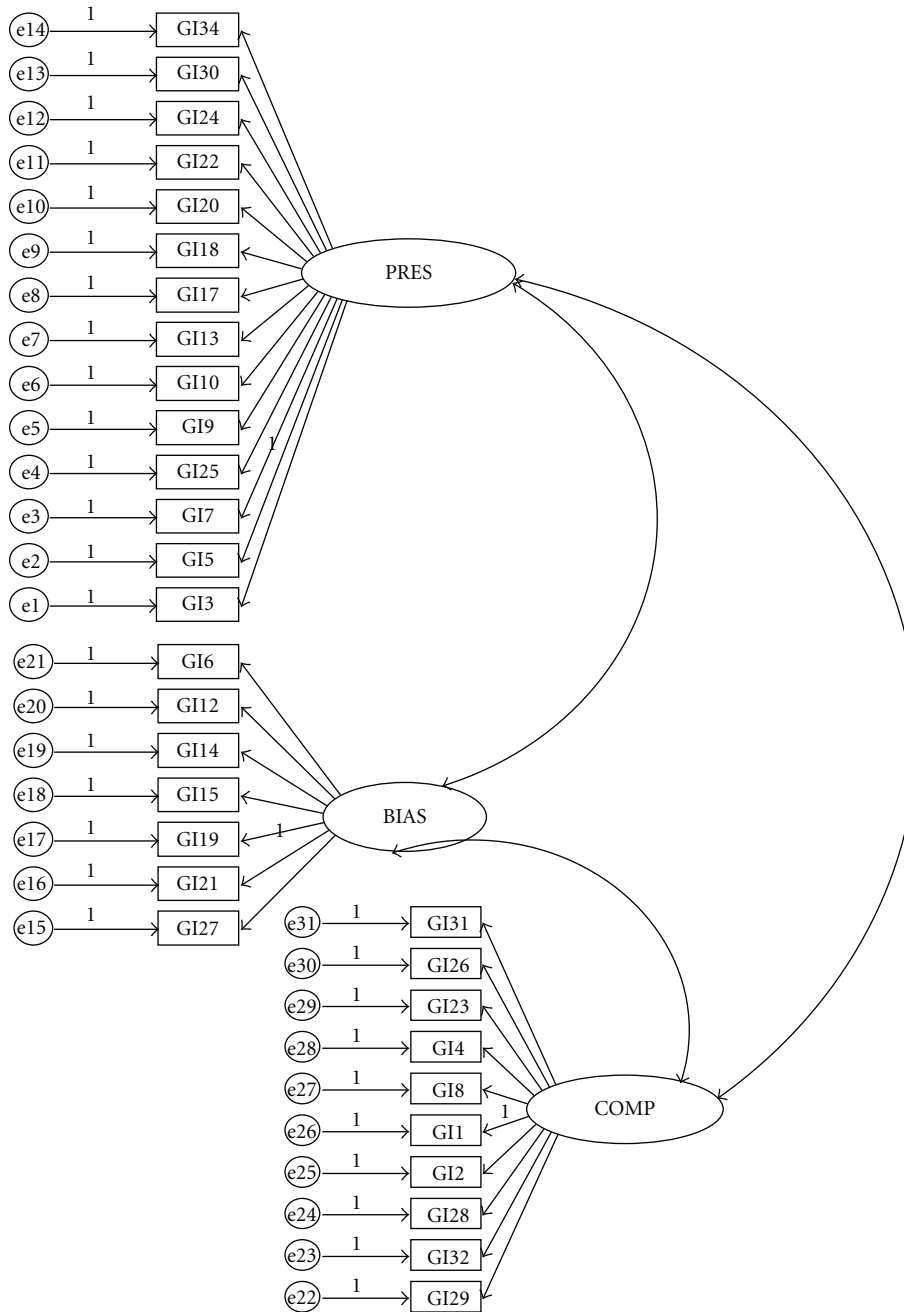 e14 1 GI34
e13 1 GI30
e12 1 GI24
e11 1 GI22
e10 1 GI20
e9 1 GI18
PRES
e8 1 GI17
e7 1 GI13
e6 1 GI10
e5 1 GI9
1
e4 1 GI25
e3 1 GI7
e2 1 GI5
e1 1 GI3
e21 1 GI6
e20 1 GI12
e19 1 GI14
e18 1 GI15
BIAS
e17 1 GI19 1
e16 1 GI21
e15 1 GI27
e31 1 GI31
e30 1 GI26
e29 1 GI23
e28 1 GI4
e27 1 GI8
COMP
e26 1 GI1 1
e25 1 GI2
e24 1 GI28
e23 1 GI32
e22 1 GI29